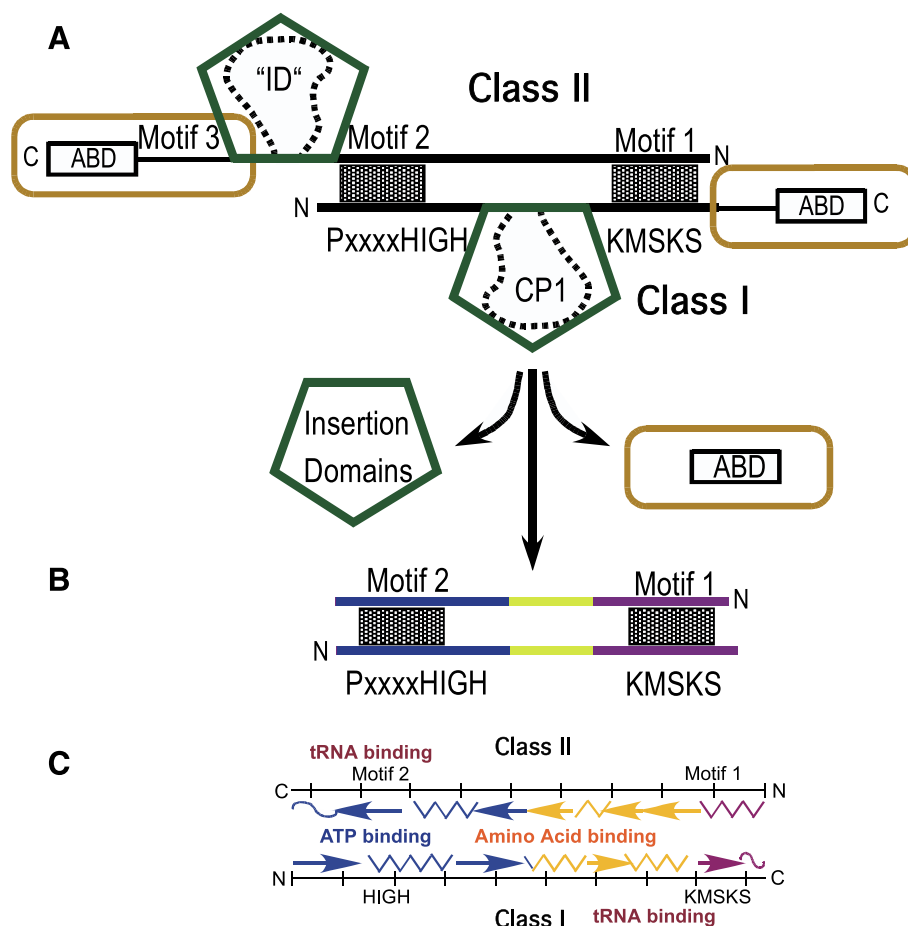 A
"ID"
Class II
Motif 3
Motif 2
Motif 1
C
ABD
N
N
ABD
C
PxxxxHIGH
KMSKS
CP1
Class I
Insertion
Domains
ABD
B
Motif 2
Motif 1
N
N
PxxxxHIGH
KMSKS
C
tRNA binding
Class II
Motif 2
Motif 1
C
N
ATP binding
Amino Acid binding
N
C
HIGH
KMSKS
Class I
tRNA binding